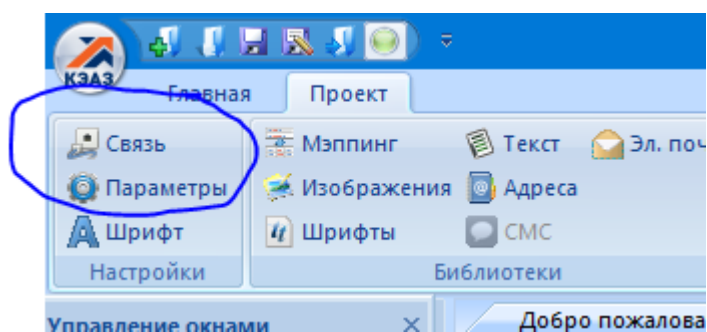 КЭАЗ
Главная Проект
Связь Мэппинг Текст Эл. поч
Параметры Изображения Адреса
Шрифт Шрифты СМС
Настройки Библиотеки
Управление окнами Добро пожалова